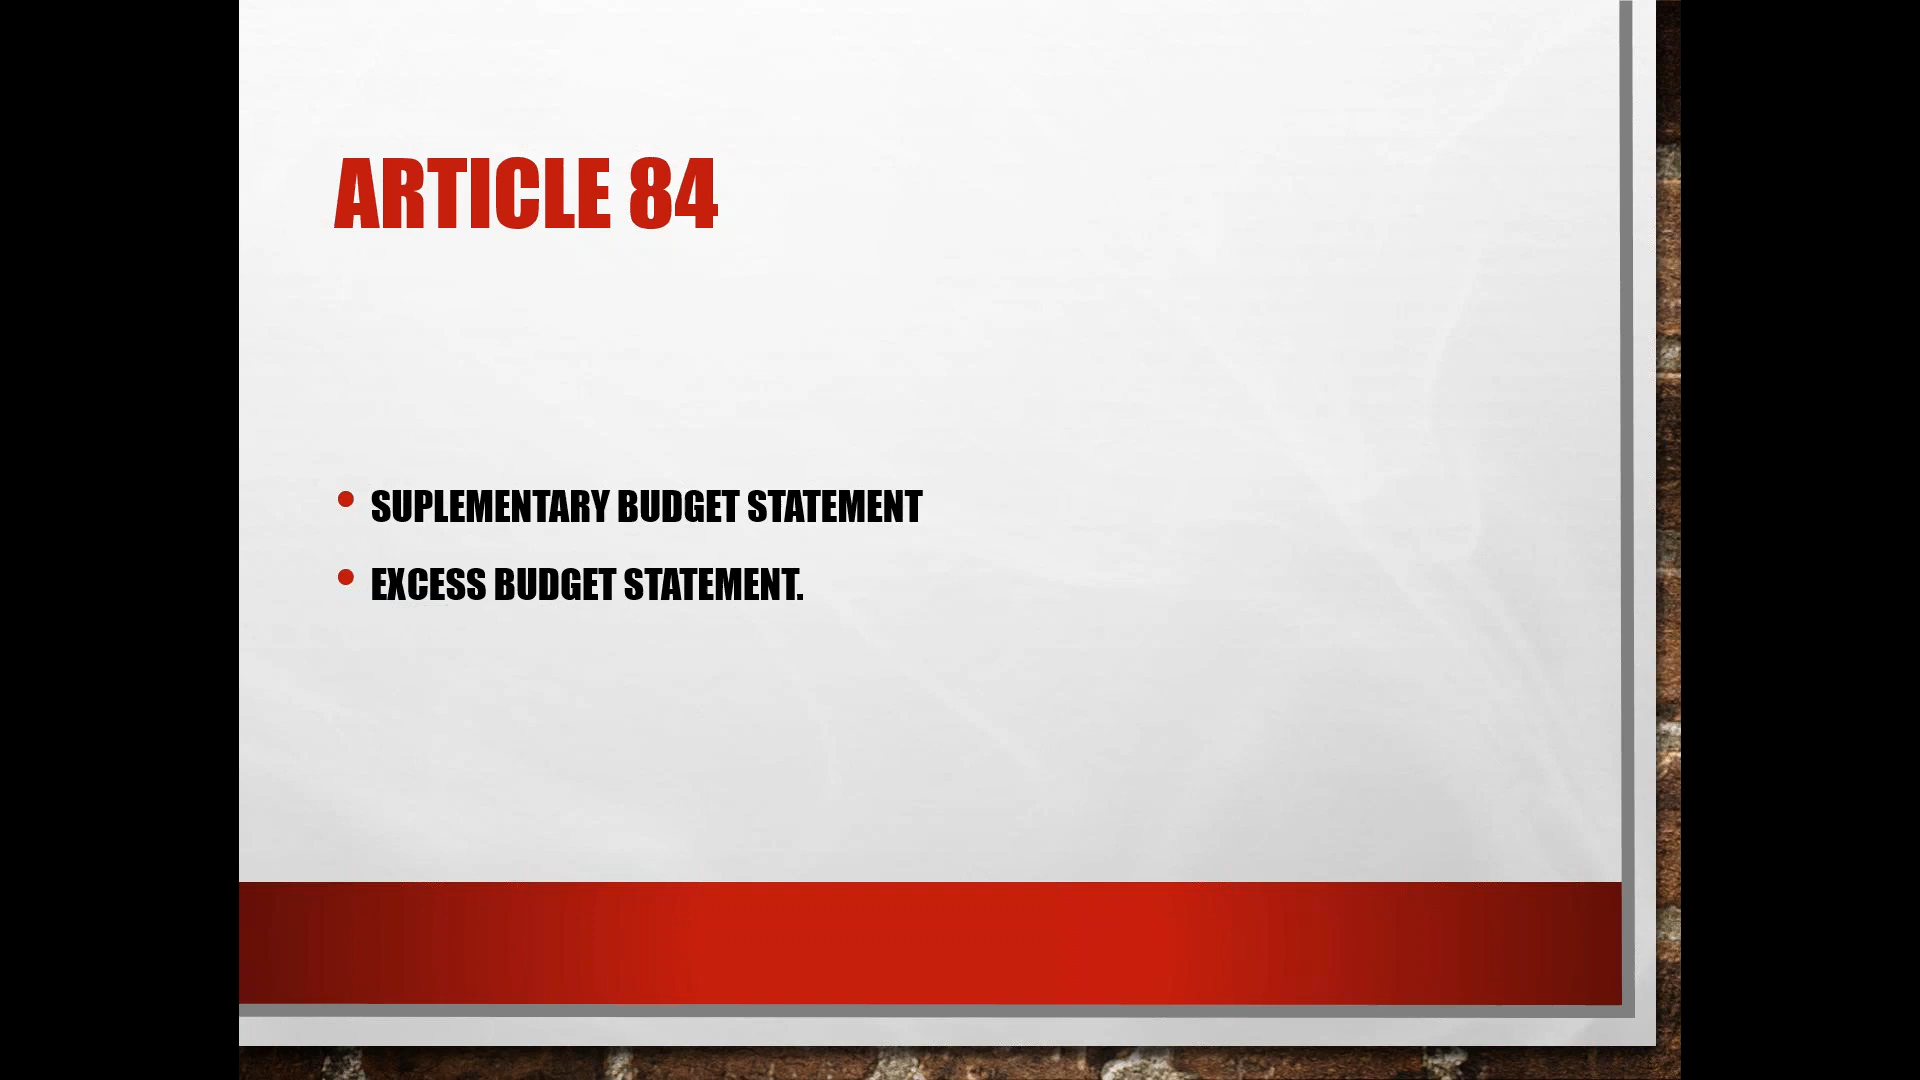 ARTICLE 84
• SUPLEMENTARY BUDGET STATEMENT
• EXCESS BUDGET STATEMENT.